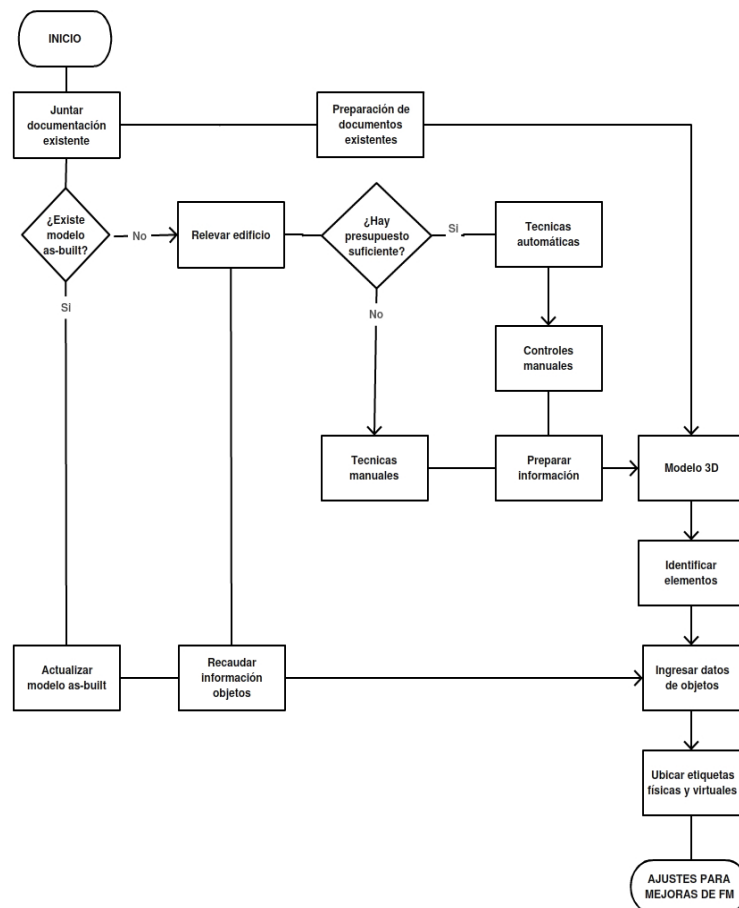 INICIO
Juntar
documentación
existente
Preparación de
documentos
existentes
¿Existe
modelo
as-built?
No
Relevar edificio
¿Hay
presupuesto
suficiente?
Si
Tecnicas
automáticas
Si
No
Controles
manuales
Tecnicas
manuales
Preparar
información
Modelo 3D
Identificar
elementos
Actualizar
modelo as-built
Recaudar
información
objetos
Ingresar datos
de objetos
Ubicar etiquetas
físicas y virtuales
AJUSTES PARA
MEJORAS DE FM